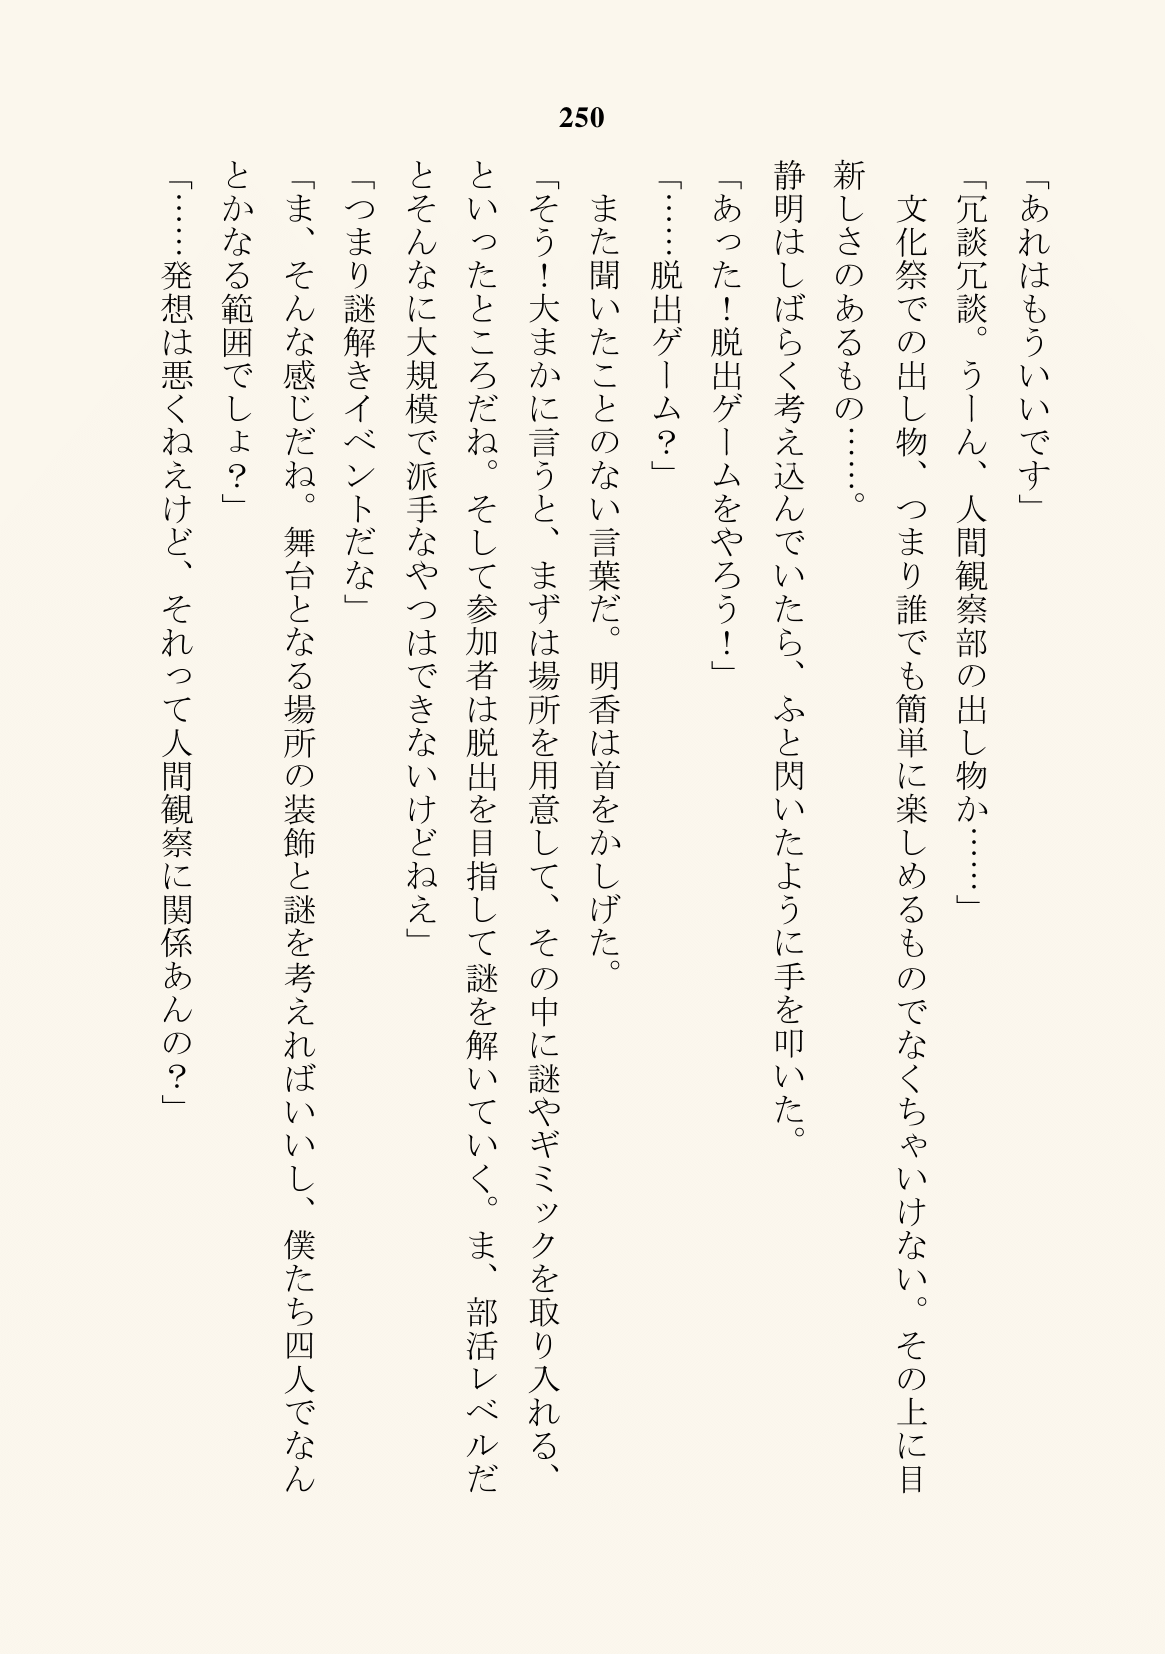 250
「あれはもういいです」
「冗談冗談。うーん、人間観察部の出し物か……」
　文化祭での出し物、つまり誰でも簡単に楽しめるものでなくちゃいけない。その上に目
新しさのあるもの……。
静明はしばらく考え込んでいたら、ふと閃いたように手を叩いた。
「あった！脱出ゲームをやろう！」
「……脱出ゲーム？」
　また聞いたことのない言葉だ。明香は首をかしげた。
「そう！大まかに言うと、まずは場所を用意して、その中に謎やギミックを取り入れる、
といったところだね。そして参加者は脱出を目指して謎を解いていく。ま、部活レベルだ
とそんなに大規模で派手なやつはできないけどねえ」
「つまり謎解きイベントだな」
「ま、そんな感じだね。舞台となる場所の装飾と謎を考えればいいし、僕たち四人でなん
とかなる範囲でしょ？」
「……発想は悪くねえけど、それって人間観察に関係あんの？」